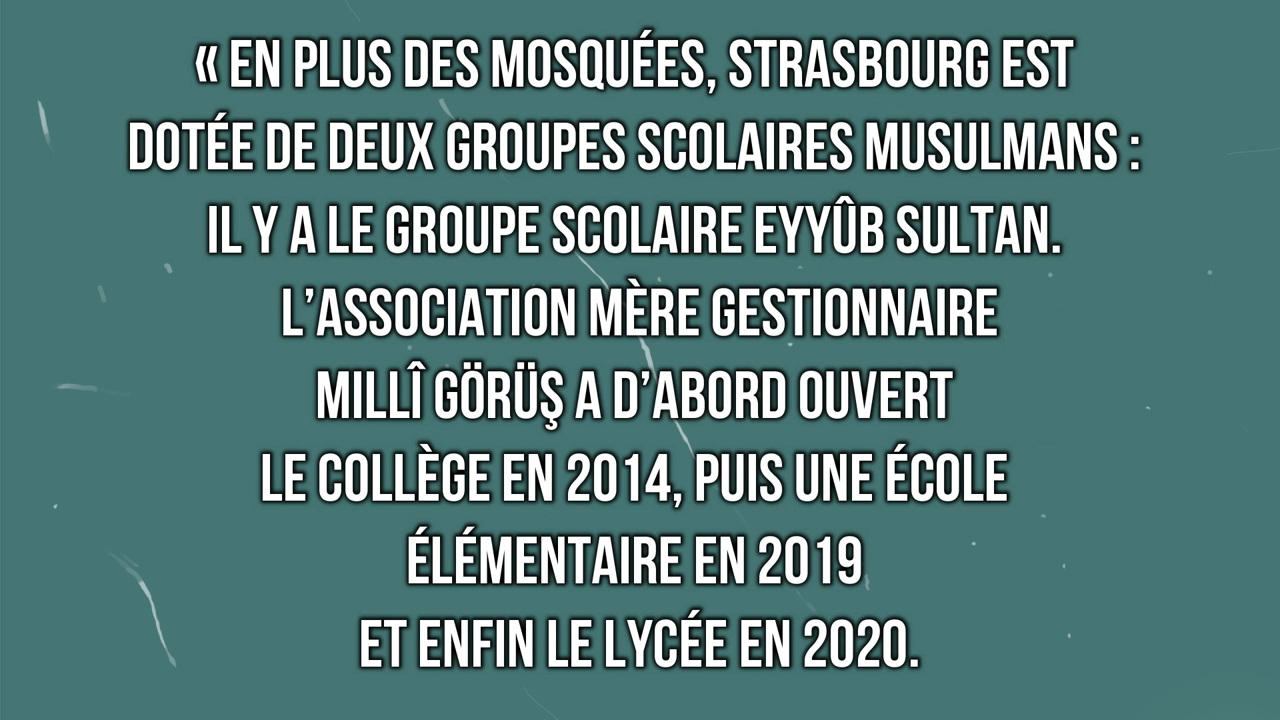 « EN PLUS DES MOSQUÉES, STRASBOURG EST
DOTÉE DE DEUX GROUPES SCOLAIRES MUSULMANS :
IL Y A LE GROUPE SCOLAIRE EYYÛB SULTAN.
L’ASSOCIATION MÈRE GESTIONNAIRE
MILLÎ GÖRÜŞ A D’ABORD OUVERT
LE COLLÈGE EN 2014, PUIS UNE ÉCOLE
ÉLÉMENTAIRE EN 2019
ET ENFIN LE LYCÉE EN 2020.